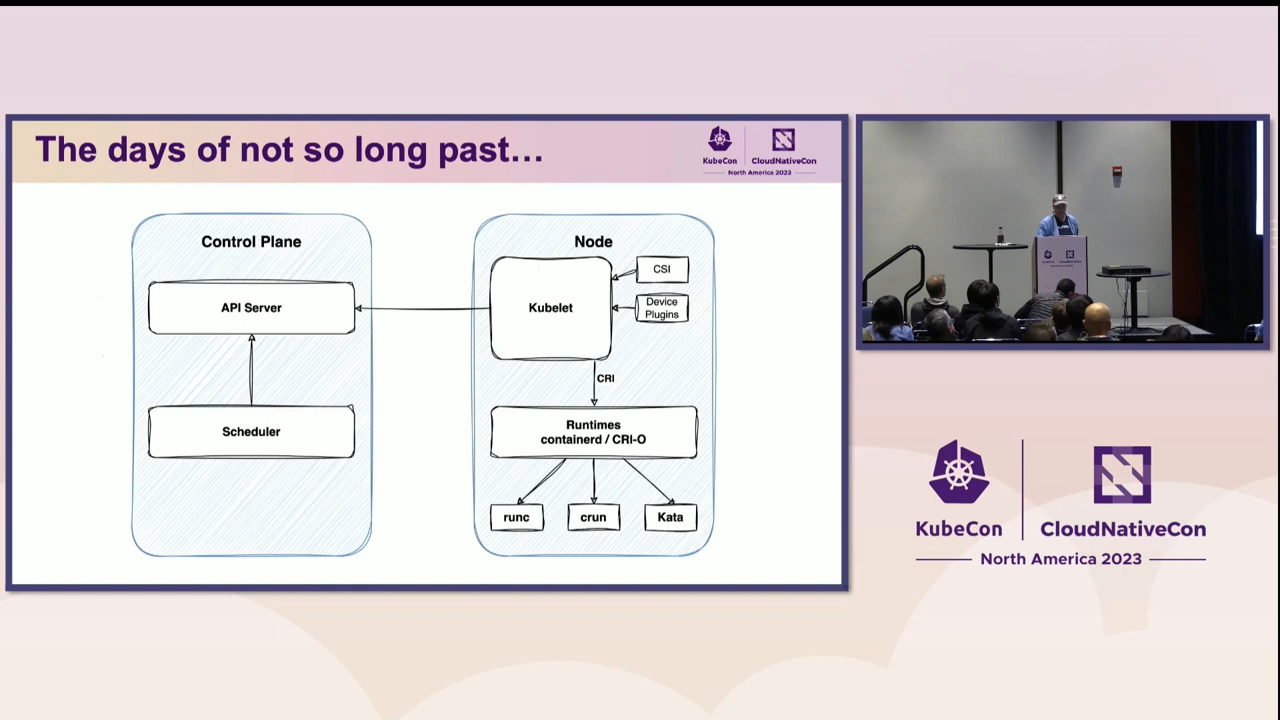 The days of not so long past...
KubeCon
CloudNativeCon
North America 2023
Control Plane
API Server
Scheduler
Node
Kubelet
CSI
Device
Plugins
CRI
Runtimes
containerd / CRI-O
runc
crun
Kata
KubeCon
CloudNativeCon
North America 2023